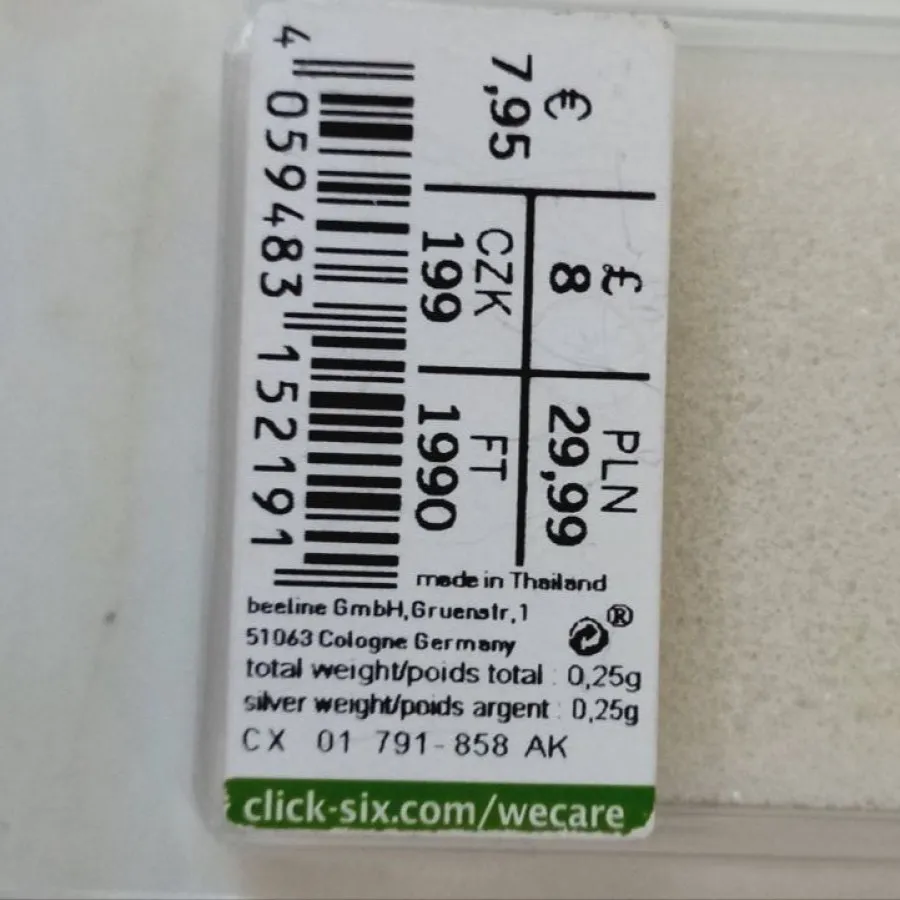 €
7,95
£
8
CZK
199
PLN
29,99
FT
1990
4 059483 152191
made in Thailand
beeline GmbH,Gruenstr,1
51063 Cologne Germany
®
total weight/poids total : 0,25g
silver weight/poids argent : 0,25g
CX 01 791-858 AK
click-six.com/wecare